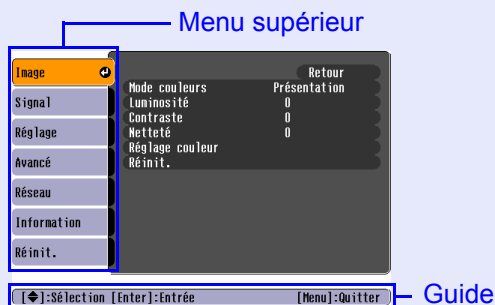 Menu supérieur
Image
Signal
Réglage
Avancé
Réseau
Information
Réinit.
Retour
Mode couleurs Présentation
Luminosité 0
Contraste 0
Netteté 0
Réglage couleur
Réinit.
[◆]:Sélection [Enter]:Entrée [Menu]:Quitter
Guide